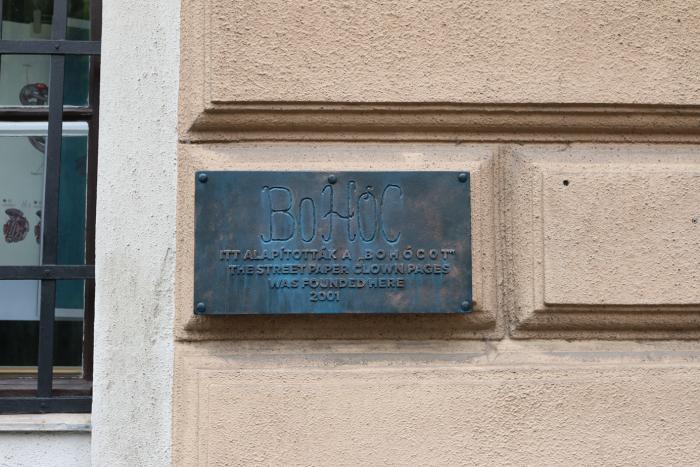 BoHÓC
ITT ALAPÍTOTTÁK A „BOHÓCOT"
THE STREET PAPER CLOWN PAGES
WAS FOUNDED HERE
2001